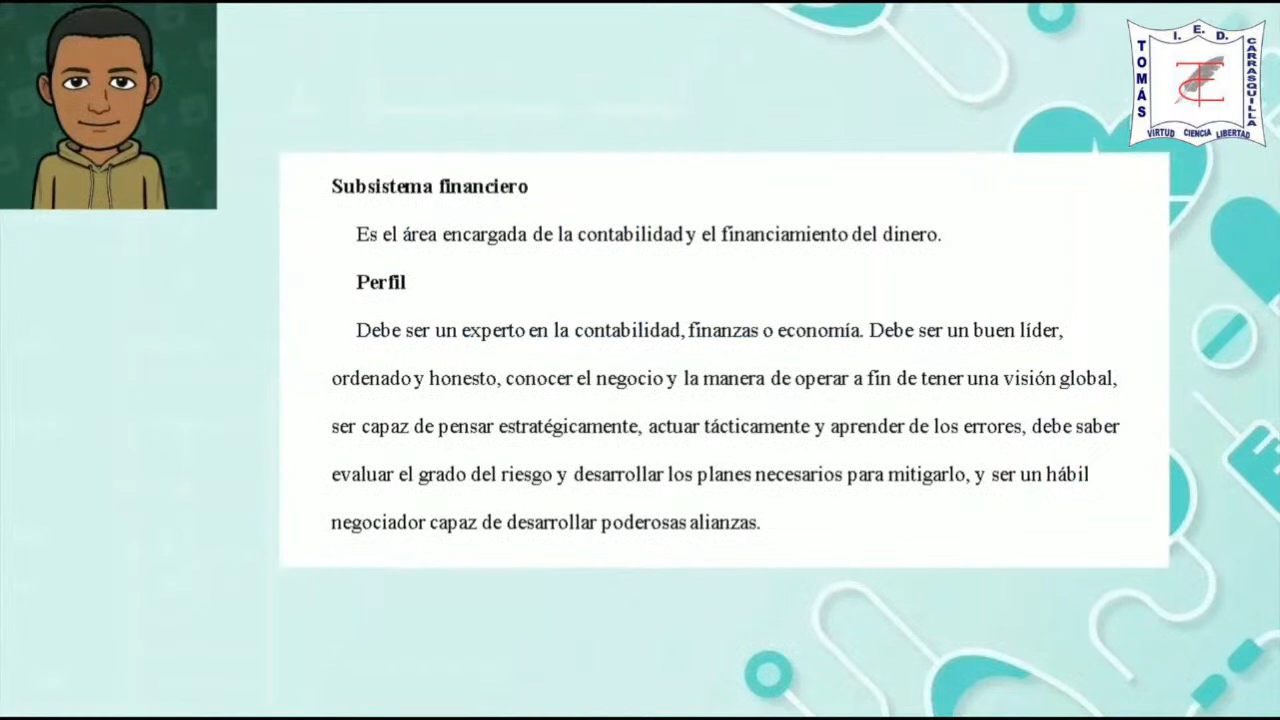 I. E. D.
TOMÁS
CARRASQUILLA
TC
VIRTUD CIENCIA LIBERTAD
Subsistema financiero
Es el área encargada de la contabilidad y el financiamiento del dinero.
Perfil
Debe ser un experto en la contabilidad, finanzas o economía. Debe ser un buen líder,
ordenado y honesto, conocer el negocio y la manera de operar a fin de tener una visión global,
ser capaz de pensar estratégicamente, actuar tácticamente y aprender de los errores, debe saber
evaluar el grado del riesgo y desarrollar los planes necesarios para mitigarlo, y ser un hábil
negociador capaz de desarrollar poderosas alianzas.